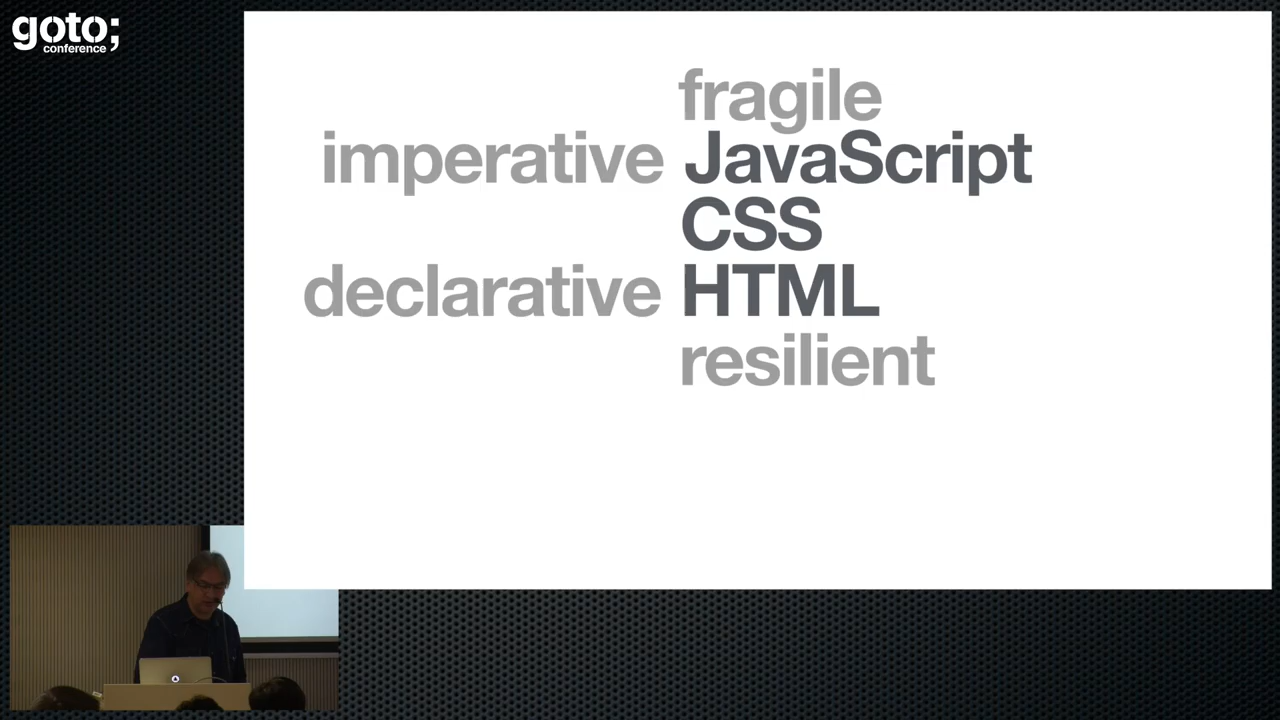 goto;
conference
fragile
imperative JavaScript
CSS
declarative HTML
resilient